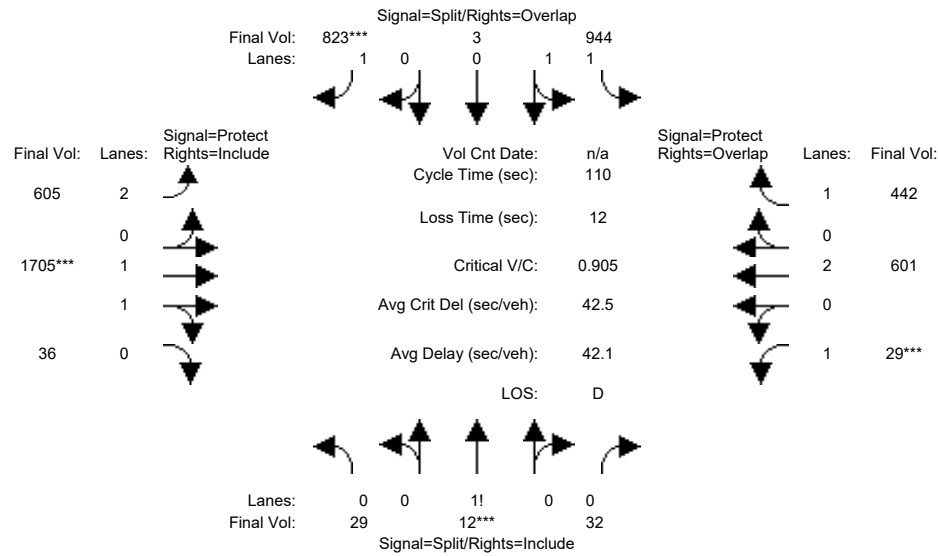 Signal=Split/Rights=Overlap
Final Vol: 823*** 3 944
Lanes: 1 0 0 1 1
Signal=Protect
Final Vol: Lanes: Rights=Include
Vol Cnt Date: n/a
Signal=Protect
Rights=Overlap Lanes: Final Vol:
Cycle Time (sec): 110
605 2
1 442
Loss Time (sec): 12
0
0
1705*** 1
Critical V/C: 0.905
2 601
1
Avg Crit Del (sec/veh): 42.5
0
36 0
Avg Delay (sec/veh): 42.1
1 29***
LOS: D
Lanes: 0 0 1! 0 0
Final Vol: 29 12*** 32
Signal=Split/Rights=Include